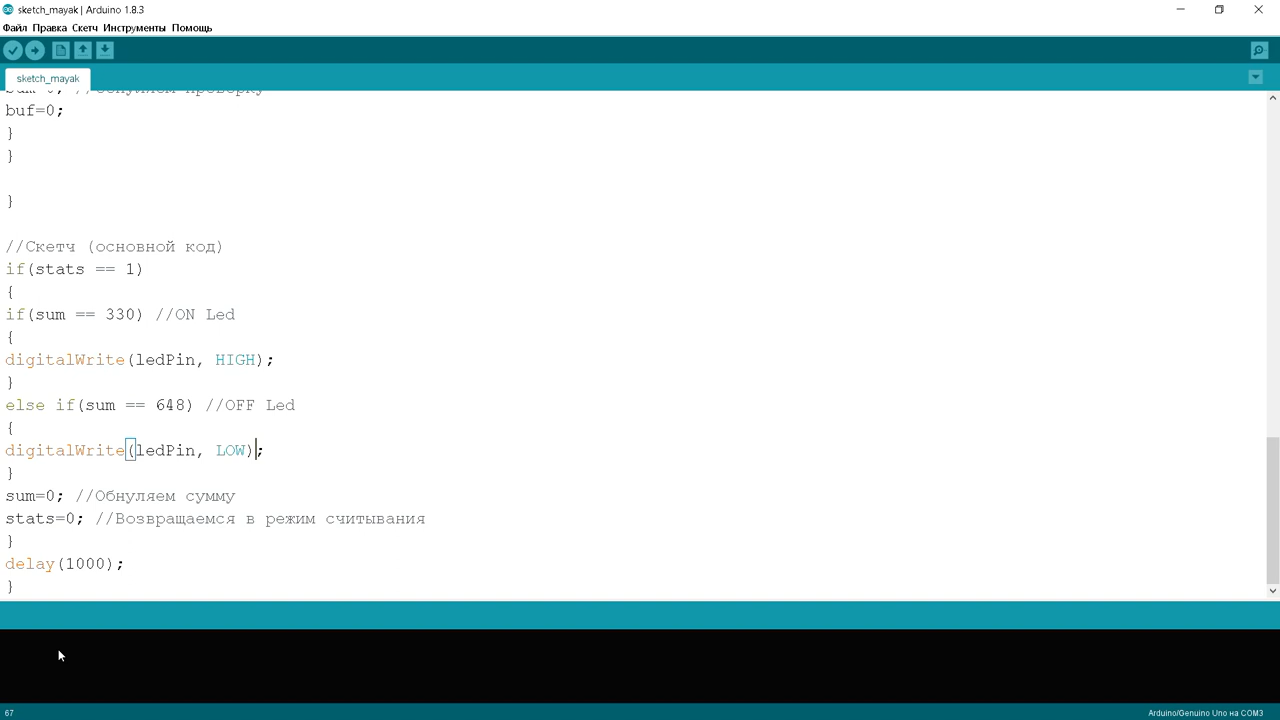 sketch_mayak | Arduino 1.8.3
Файл Правка Скетч Инструменты Помощь
sketch_mayak
buf=0;
}
}
}
//Скетч (основной код)
if(stats == 1)
{
if(sum == 330) //ON Led
{
digitalWrite(ledPin, HIGH);
}
else if(sum == 648) //OFF Led
{
digitalWrite(ledPin, LOW);
}
sum=0; //Обнуляем сумму
stats=0; //Возвращаемся в режим считывания
}
delay(1000);
}
67
Arduino/Genuino Uno на COM3